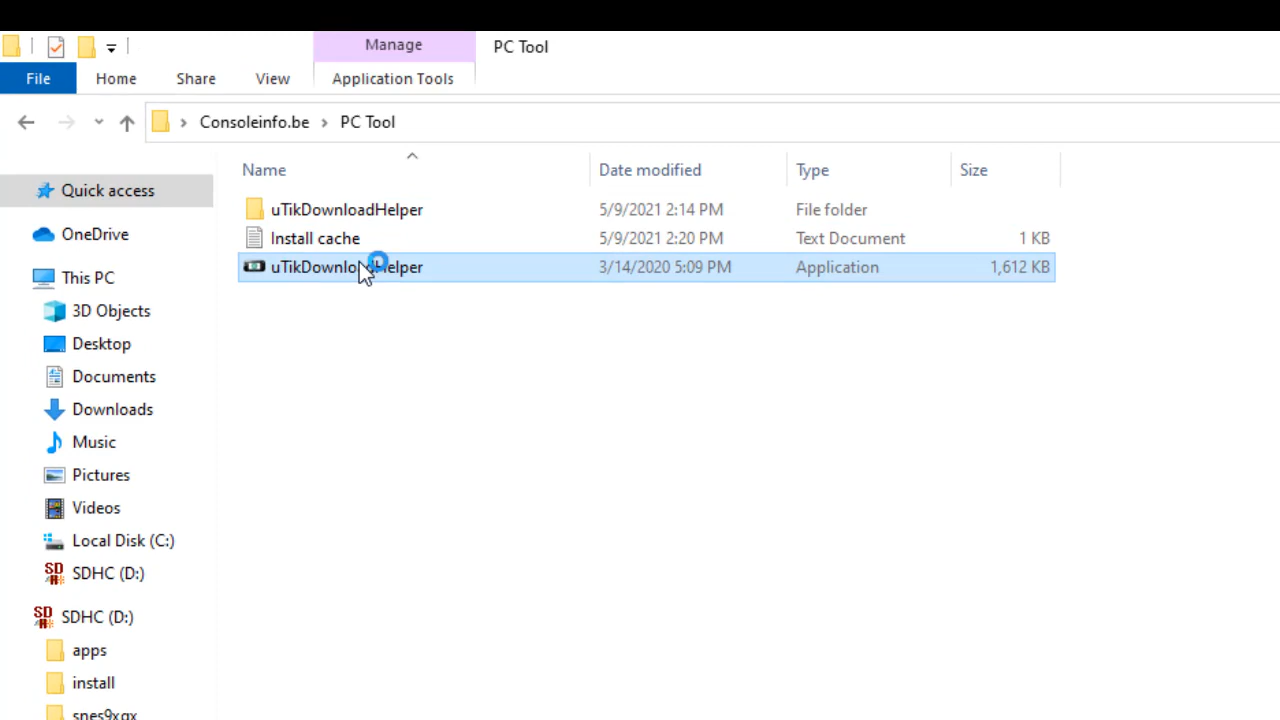 Manage
PC Tool
File
Home
Share
View
Application Tools
Consoleinfo.be > PC Tool
Name
Date modified
Type
Size
uTikDownloadHelper
5/9/2021 2:14 PM
File folder
Install cache
5/9/2021 2:20 PM
Text Document
1 KB
uTikDownloadHelper
3/14/2020 5:09 PM
Application
1,612 KB
Quick access
OneDrive
This PC
3D Objects
Desktop
Documents
Downloads
Music
Pictures
Videos
Local Disk (C:)
SDHC (D:)
SDHC (D:)
apps
install
snes9xgx